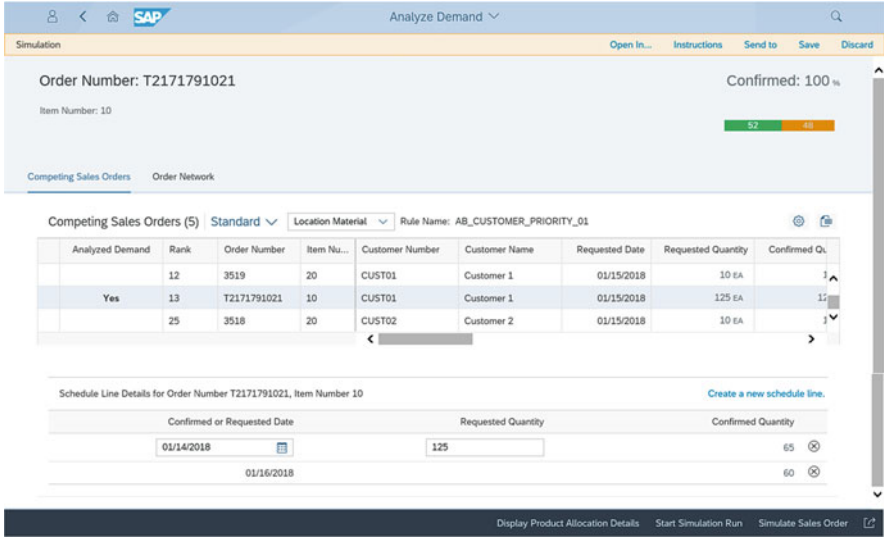 SAP Analyze Demand
Simulation Open In... Instructions Send to Save Discard
Order Number: T2171791021 Confirmed: 100 %
Item Number: 10
52 48
Competing Sales Orders Order Network
Competing Sales Orders (5) Standard Location Material Rule Name: AB_CUSTOMER_PRIORITY_01
Analyzed Demand Rank Order Number Item Nu... Customer Number Customer Name Requested Date Requested Quantity Confirmed Qu
12 3519 20 CUST01 Customer 1 01/15/2018 10 EA 1
Yes 13 T2171791021 10 CUST01 Customer 1 01/15/2018 125 EA 12
25 3518 20 CUST02 Customer 2 01/15/2018 10 EA 1
Schedule Line Details for Order Number T2171791021, Item Number 10 Create a new schedule line.
Confirmed or Requested Date Requested Quantity Confirmed Quantity
01/14/2018 125 65
01/16/2018 60
Display Product Allocation Details Start Simulation Run Simulate Sales Order